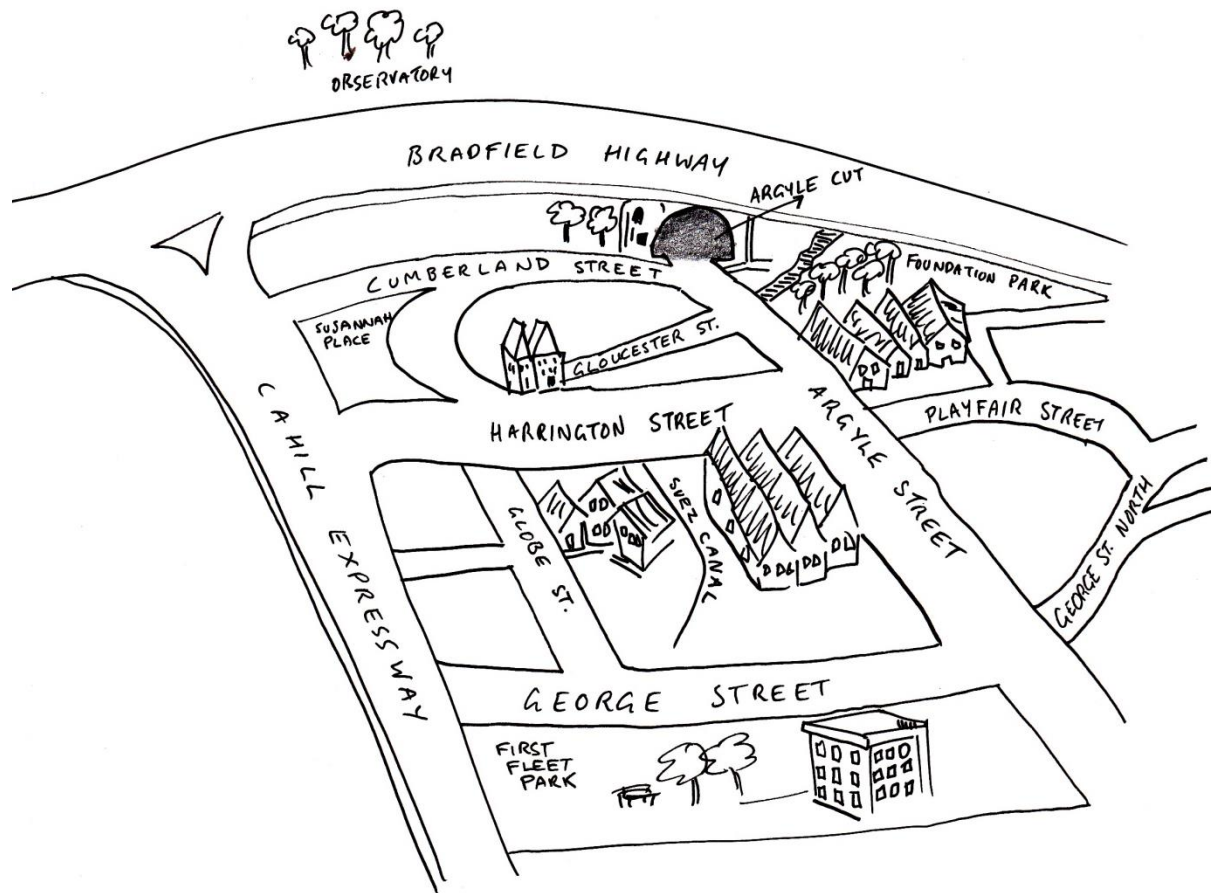 OBSERVATORY
BRADFIELD HIGHWAY
ARGYLE CUT
CUMBERLAND STREET
FOUNDATION PARK
SUSANNAH
PLACE
GLOUCESTER ST.
CAHILL EXPRESSWAY
HARRINGTON STREET
ARGYLE STREET
PLAYFAIR STREET
GLOBE ST.
SUEZ CANAL
GEORGE ST. NORTH
GEORGE STREET
FIRST
FLEET
PARK